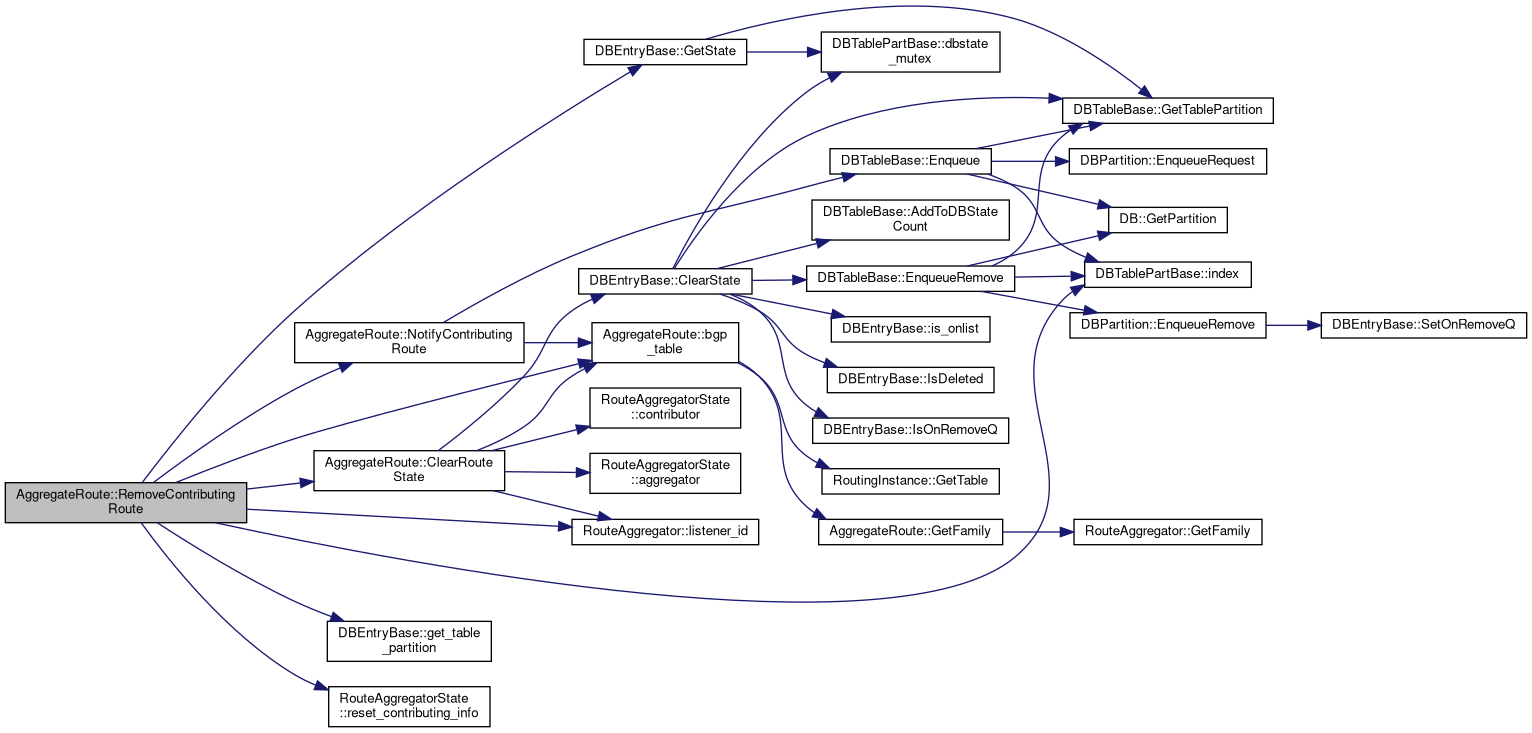 DBEntryBase::GetState
DBTablePartBase::dbstate
_mutex
DBTableBase::GetTablePartition
DBTableBase::Enqueue
DBPartition::EnqueueRequest
DBTableBase::AddToDBState
Count
DB::GetPartition
DBEntryBase::ClearState
DBTableBase::EnqueueRemove
DBTablePartBase::index
AggregateRoute::NotifyContributing
Route
AggregateRoute::bgp
_table
DBEntryBase::is_onlist
DBPartition::EnqueueRemove
DBEntryBase::SetOnRemoveQ
DBEntryBase::IsDeleted
RouteAggregatorState
::contributor
DBEntryBase::IsOnRemoveQ
AggregateRoute::ClearRoute
State
RouteAggregatorState
::aggregator
RoutingInstance::GetTable
AggregateRoute::RemoveContributing
Route
RouteAggregator::listener_id
AggregateRoute::GetFamily
RouteAggregator::GetFamily
DBEntryBase::get_table
_partition
RouteAggregatorState
::reset_contributing_info